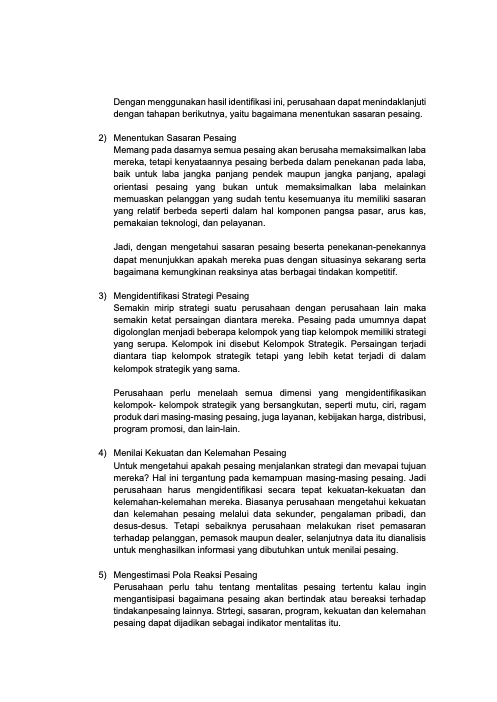 Dengan menggunakan hasil identifikasi ini, perusahaan dapat menindaklanjuti
dengan tahapan berikutnya, yaitu bagaimana menentukan sasaran pesaing.
2) Menentukan Sasaran Pesaing
Memang pada dasarnya semua pesaing akan berusaha memaksimalkan laba
mereka, tetapi kenyataannya pesaing berbeda dalam penekanan pada laba,
baik untuk laba jangka panjang pendek maupun jangka panjang, apalagi
orientasi pesaing yang bukan untuk memaksimalkan laba melainkan
memuaskan pelanggan yang sudah tentu kesemuanya itu memiliki sasaran
yang relatif berbeda seperti dalam hal komponen pangsa pasar, arus kas,
pemakaian teknologi, dan pelayanan.
Jadi, dengan mengetahui sasaran pesaing beserta penekanan-penekannya
dapat menunjukkan apakah mereka puas dengan situasinya sekarang serta
bagaimana kemungkinan reaksinya atas berbagai tindakan kompetitif.
3) Mengidentifikasi Strategi Pesaing
Semakin mirip strategi suatu perusahaan dengan perusahaan lain maka
semakin ketat persaingan diantara mereka. Pesaing pada umumnya dapat
digolonglan menjadi beberapa kelompok yang tiap kelompok memiliki strategi
yang serupa. Kelompok ini disebut Kelompok Strategik. Persaingan terjadi
diantara tiap kelompok strategik tetapi yang lebih ketat terjadi di dalam
kelompok strategik yang sama.
Perusahaan perlu menelaah semua dimensi yang mengidentifikasikan
kelompok- kelompok strategik yang bersangkutan, seperti mutu, ciri, ragam
produk dari masing-masing pesaing, juga layanan, kebijakan harga, distribusi,
program promosi, dan lain-lain.
4) Menilai Kekuatan dan Kelemahan Pesaing
Untuk mengetahui apakah pesaing menjalankan strategi dan mevapai tujuan
mereka? Hal ini tergantung pada kemampuan masing-masing pesaing. Jadi
perusahaan harus mengidentifikasi secara tepat kekuatan-kekuatan dan
kelemahan-kelemahan mereka. Biasanya perusahaan mengetahui kekuatan
dan kelemahan pesaing melalui data sekunder, pengalaman pribadi, dan
desus-desus. Tetapi sebaiknya perusahaan melakukan riset pemasaran
terhadap pelanggan, pemasok maupun dealer, selanjutnya data itu dianalisis
untuk menghasilkan informasi yang dibutuhkan untuk menilai pesaing.
5) Mengestimasi Pola Reaksi Pesaing
Perusahaan perlu tahu tentang mentalitas pesaing tertentu kalau ingin
mengantisipasi bagaimana pesaing akan bertindak atau bereaksi terhadap
tindakanpesaing lainnya. Strtegi, sasaran, program, kekuatan dan kelemahan
pesaing dapat dijadikan sebagai indikator mentalitas itu.